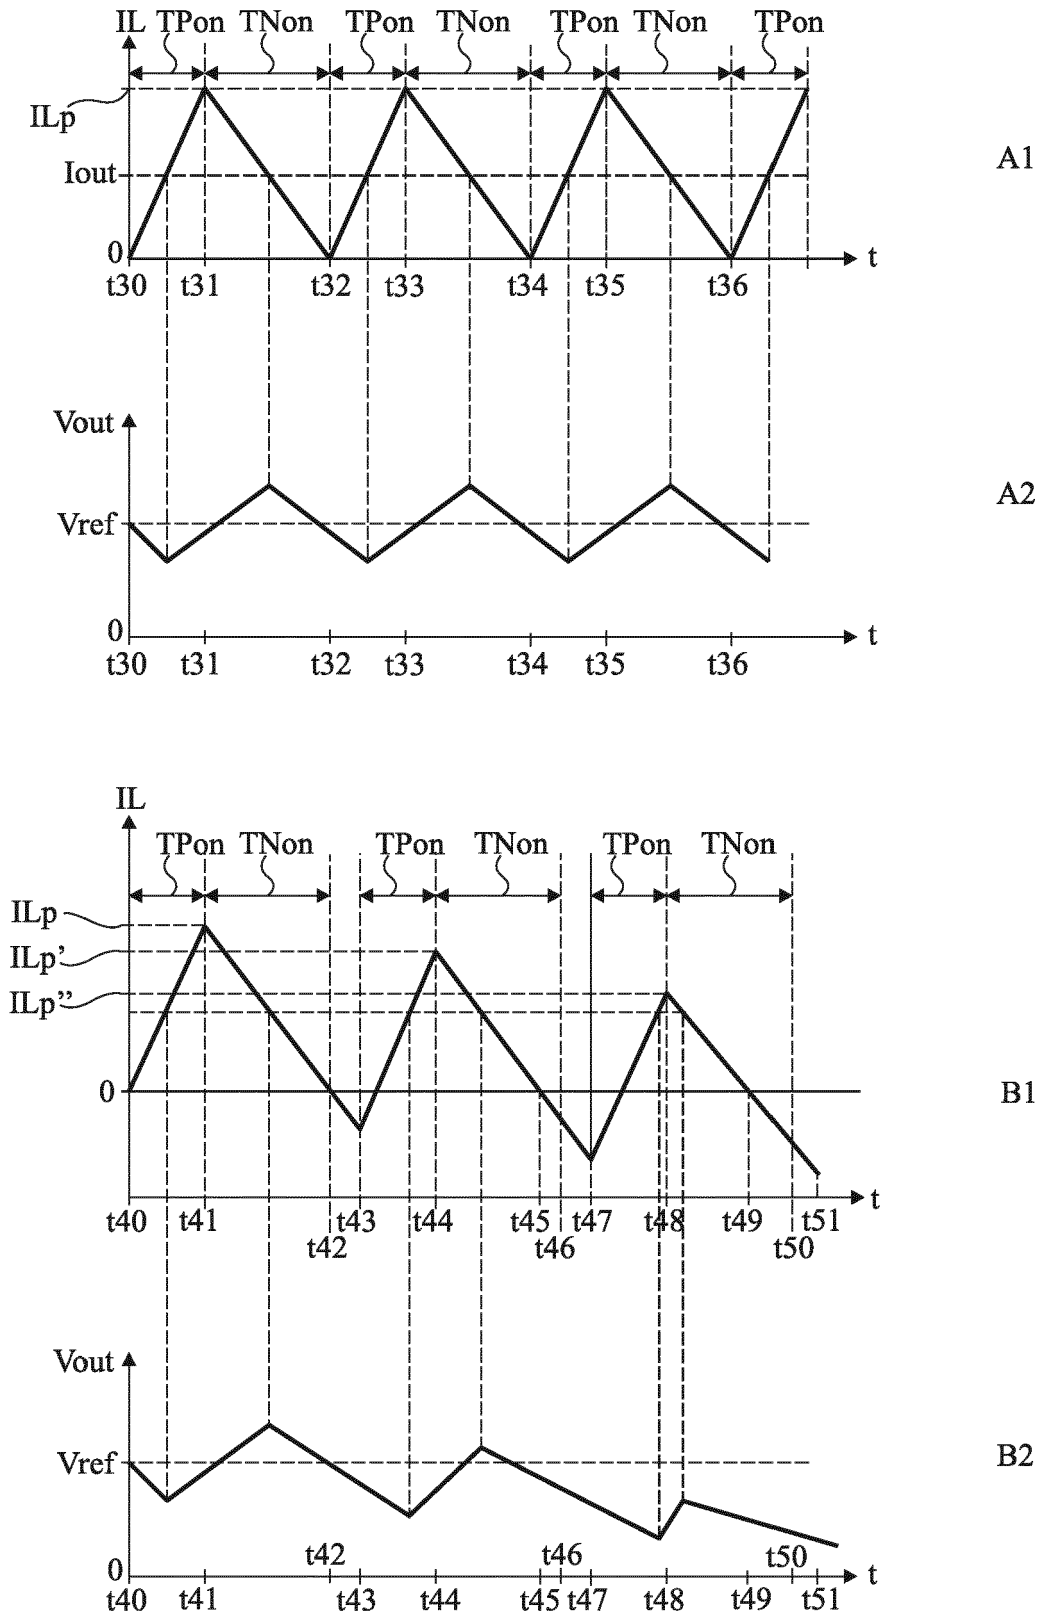 IL TPon TNon TPon TNon TPon TNon TPon
ILp
Iout
A1
0
t
t30 t31 t32 t33 t34 t35 t36
Vout
A2
Vref
0
t
t30 t31 t32 t33 t34 t35 t36
IL
TPon TNon TPon TNon TPon TNon
ILp
ILp’
ILp”
0
B1
t
t40 t41 t43 t44 t45 t47 t48 t49 t51
t42 t46 t50
Vout
Vref
B2
t42 t46 t50
0
t
t40 t41 t43 t44 t45 t47 t48 t49 t51